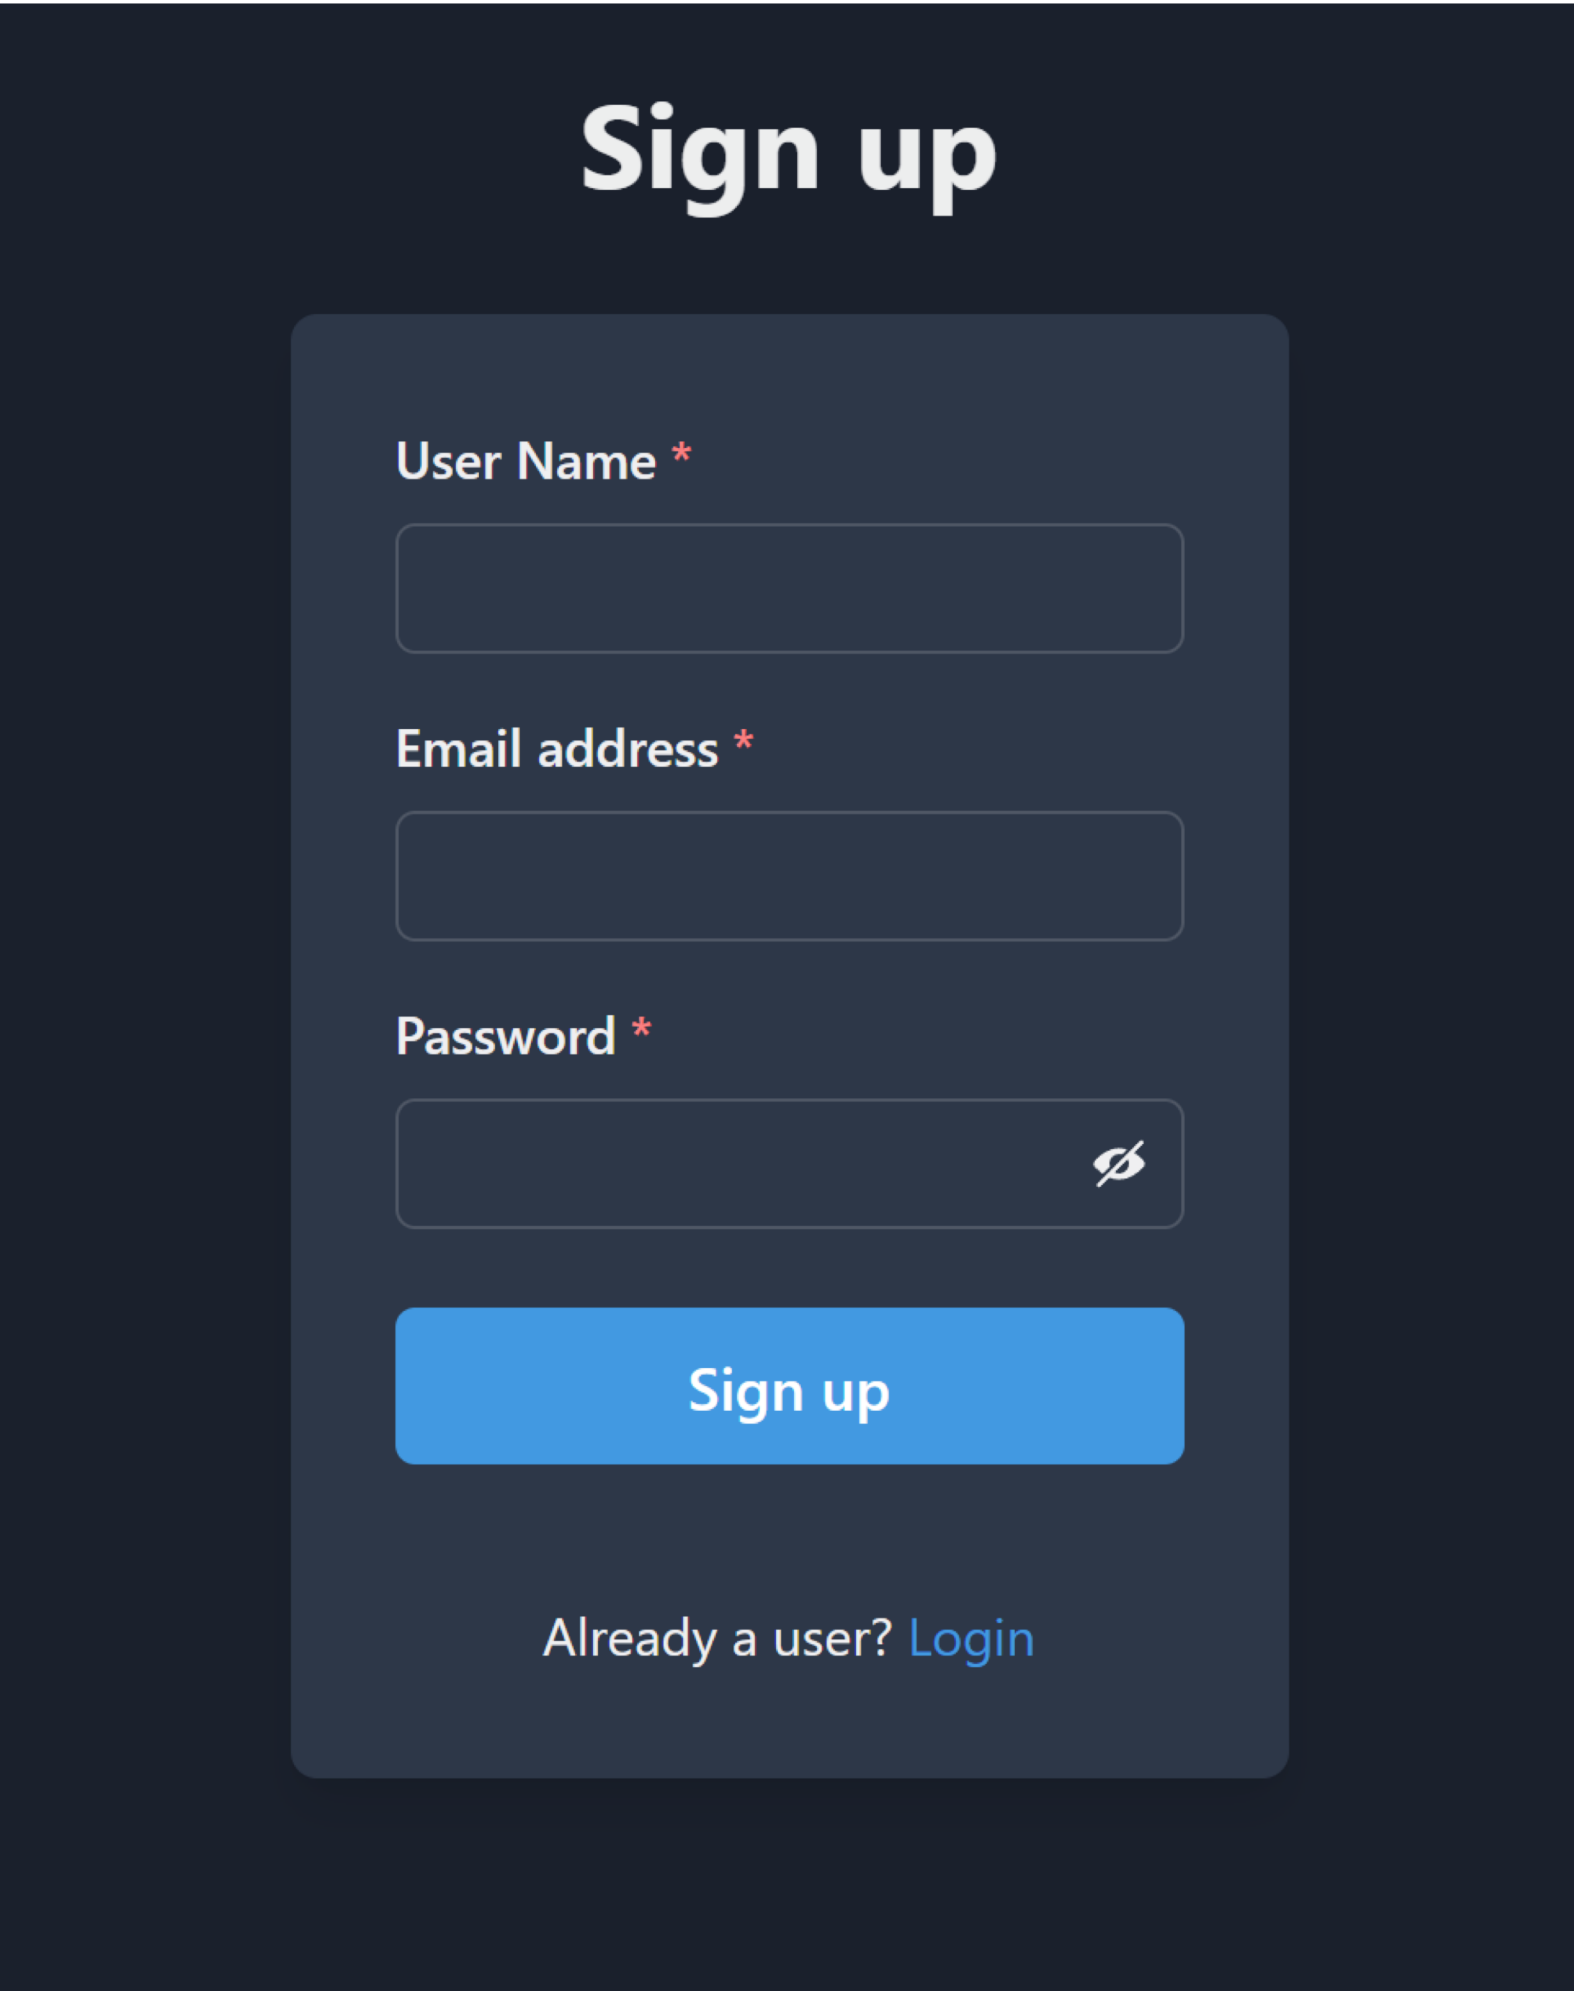 Sign up
User Name *
Email address *
Password *
Sign up
Already a user? Login